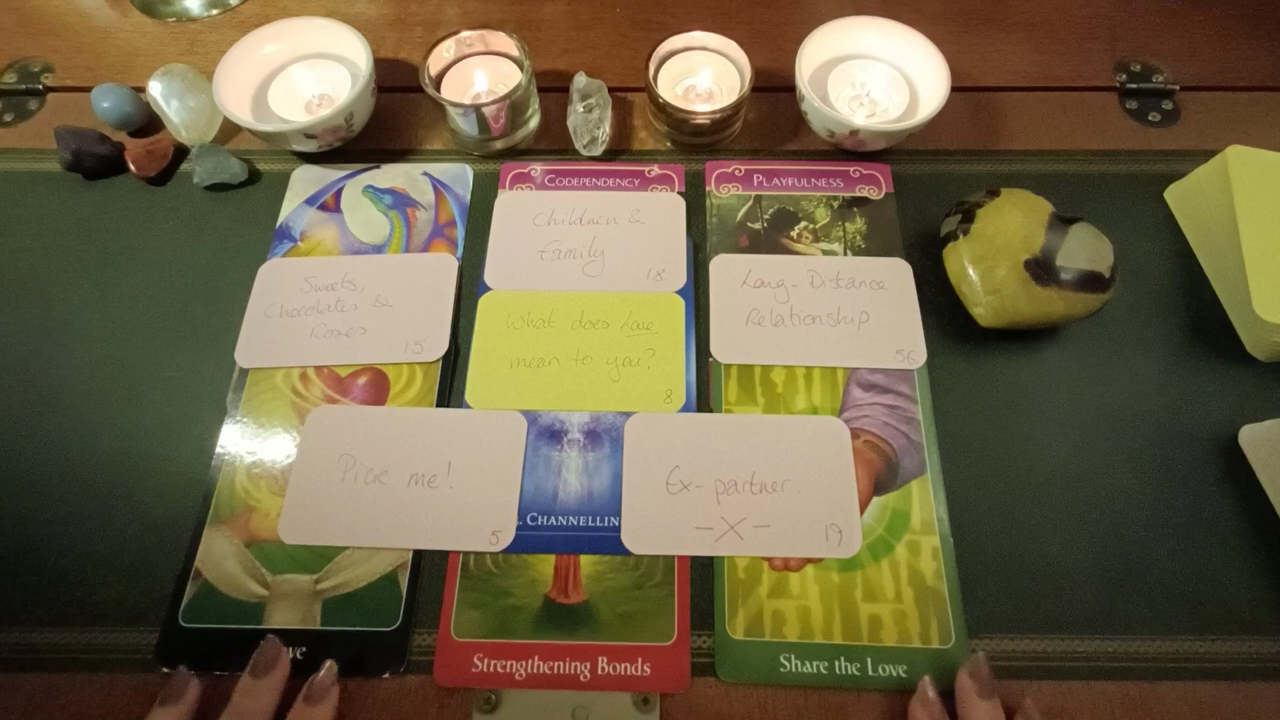 CODEPENDENCY
PLAYFULNESS
Children &
family
18.
Sweets,
Chocolates &
Roses
15
Long-Distance
Relationship
56
What does Love
mean to you?
8
Pick me!
5
Ex-partner.
-X-
19
CHANNELLIN
ove
Strengthening Bonds
Share the Love